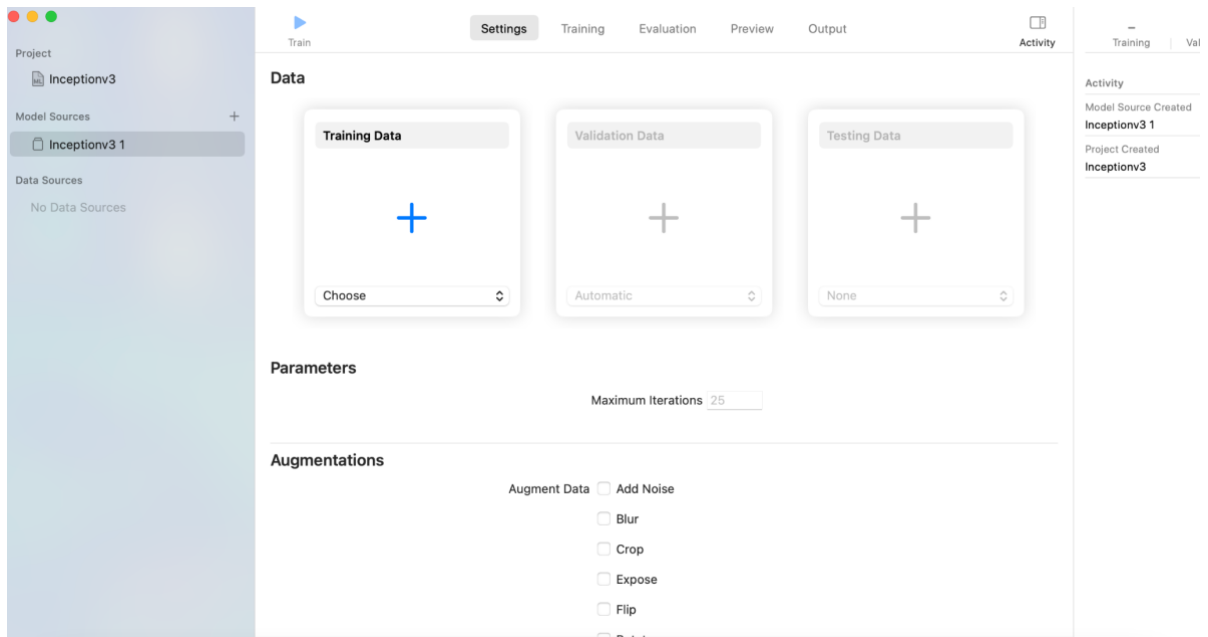 Project
Inceptionv3
Model Sources
Inceptionv3 1
Data Sources
No Data Sources
Train
Settings
Training
Evaluation
Preview
Output
Activity
Data
Training Data
Choose
Validation Data
Automatic
Testing Data
None
Parameters
Maximum Iterations 25
Augmentations
Augment Data
Add Noise
Blur
Crop
Expose
Flip
Training
Val
Activity
Model Source Created
Inceptionv3 1
Project Created
Inceptionv3